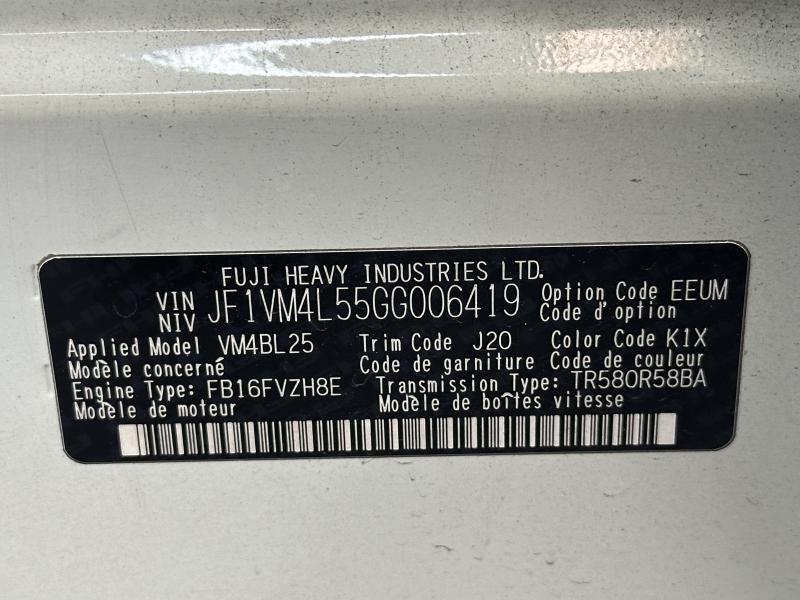 FUJI HEAVY INDUSTRIES LTD.
VIN
NIV JF1VM4L55GG006419 Option Code EEUM
Code d'option
Applied Model VM4BL25 Trim Code J20 Color Code K1X
Modèle concerné Code de garniture Code de couleur
Engine Type: FB16FVZH8E Transmission Type: TR580R58BA
Modèle de moteur Modèle de boîtes vitesse